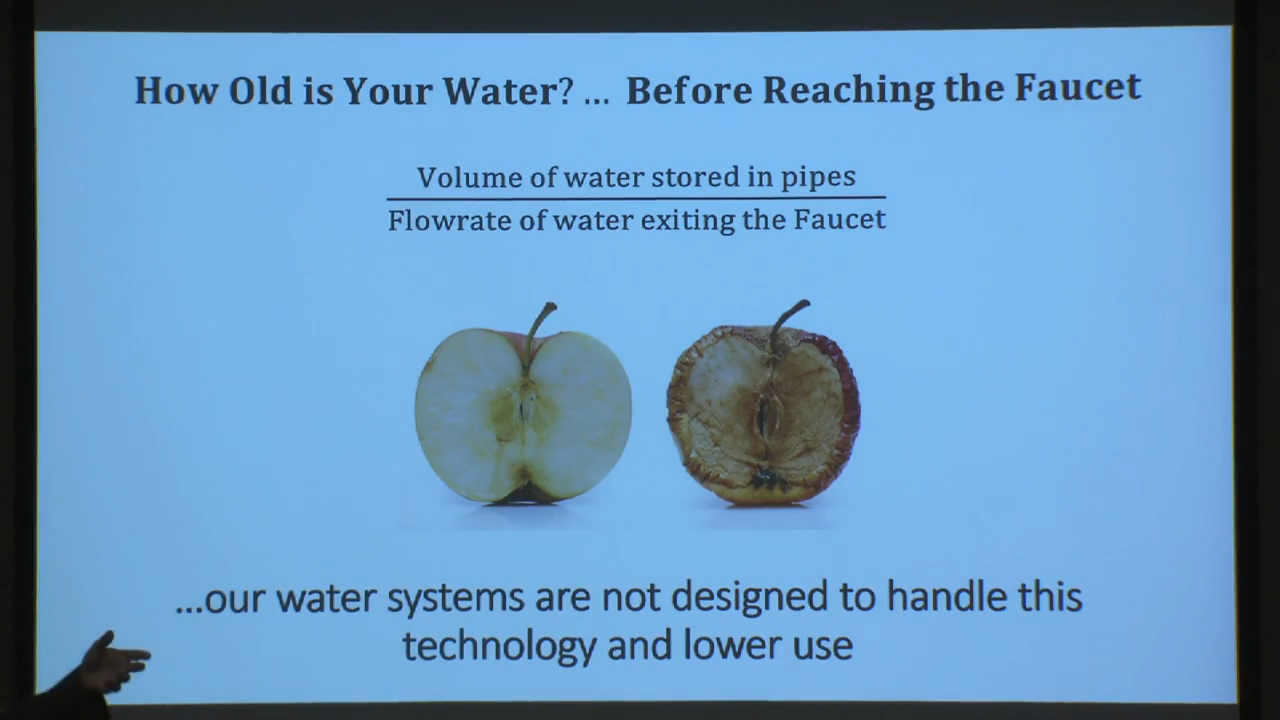 How Old is Your Water? ... Before Reaching the Faucet
Volume of water stored in pipes
Flowrate of water exiting the Faucet
...our water systems are not designed to handle this
technology and lower use